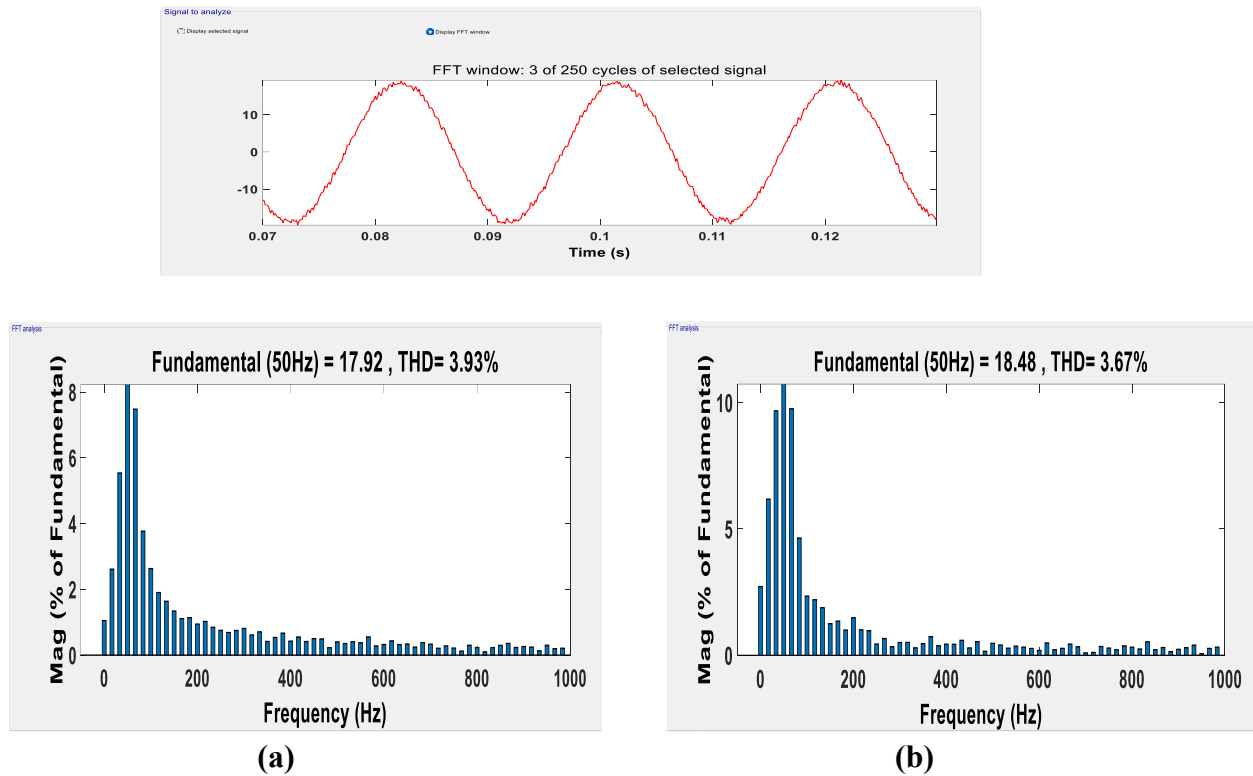 Signal to analyze
Display selected signal
Display FFT window
FFT window: 3 of 250 cycles of selected signal
10
0
-10
0.07 0.08 0.09 0.1 0.11 0.12
Time (s)
FFT analysis
Fundamental (50Hz) = 17.92 , THD= 3.93%
Mag (% of Fundamental)
8
6
4
2
0
0 200 400 600 800 1000
Frequency (Hz)
(a)
FFT analysis
Fundamental (50Hz) = 18.48 , THD= 3.67%
Mag (% of Fundamental)
10
5
0
0 200 400 600 800 1000
Frequency (Hz)
(b)